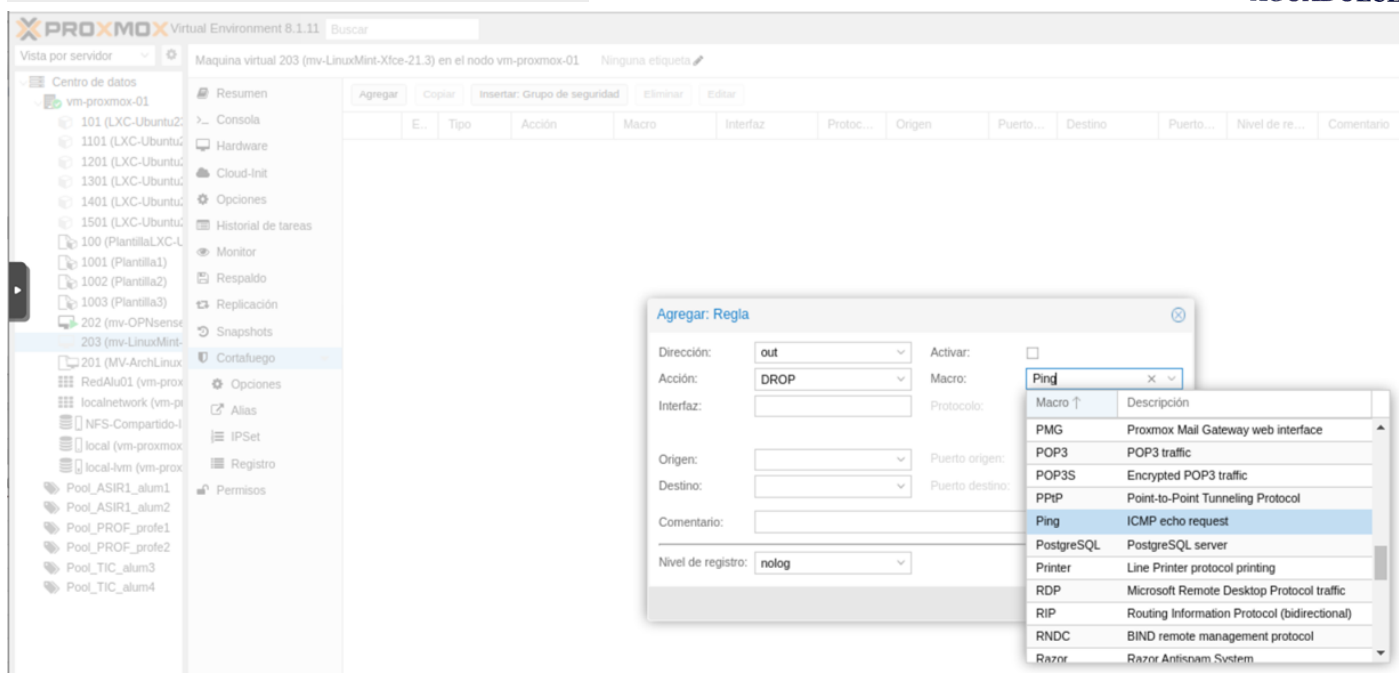 PROXMOX Virtual Environment 8.1.11 Buscar
Vista por servidor
Centro de datos
vm-proxmox-01
101 (LXC-Ubuntu2
1101 (LXC-Ubuntu2
1201 (LXC-Ubuntu2
1301 (LXC-Ubuntu2
1401 (LXC-Ubuntu2
1501 (LXC-Ubuntu2
100 (PlantillaLXC-U
1001 (Plantilla1)
1002 (Plantilla2)
1003 (Plantilla3)
202 (mv-OPNsense
203 (mv-LinuxMint-
201 (MV-ArchLinux
RedAlu01 (vm-prox
localnetwork (vm-pr
NFS-Compartido-I
local (vm-proxmox
local-lvm (vm-prox
Pool_ASIR1_alum1
Pool_ASIR1_alum2
Pool_PROF_profe1
Pool_PROF_profe2
Pool_TIC_alum3
Pool_TIC_alum4
Maquina virtual 203 (mv-LinuxMint-Xfce-21.3) en el nodo vm-proxmox-01 Ninguna etiqueta
Resumen
>_ Consola
Hardware
Cloud-Init
Opciones
Historial de tareas
Monitor
Respaldo
Replicación
Snapshots
Cortafuego
Opciones
Alias
IPSet
Registro
Permisos
Agregar Copiar Insertar: Grupo de seguridad Eliminar Editar
E... Tipo Acción Macro Interfaz Protoc... Origen Puerto... Destino Puerto... Nivel de re... Comentario
Agregar: Regla
Dirección: out Activar:
Acción: DROP Macro: Ping
Interfaz: Protocolo:
Origen: Puerto origen:
Destino: Puerto destino:
Comentario:
Nivel de registro: nolog
Macro ↑ Descripción
PMG Proxmox Mail Gateway web interface
POP3 POP3 traffic
POP3S Encrypted POP3 traffic
PPtP Point-to-Point Tunneling Protocol
Ping ICMP echo request
PostgreSQL PostgreSQL server
Printer Line Printer protocol printing
RDP Microsoft Remote Desktop Protocol traffic
RIP Routing Information Protocol (bidirectional)
RNDC BIND remote management protocol
Razor Razor Antispam System